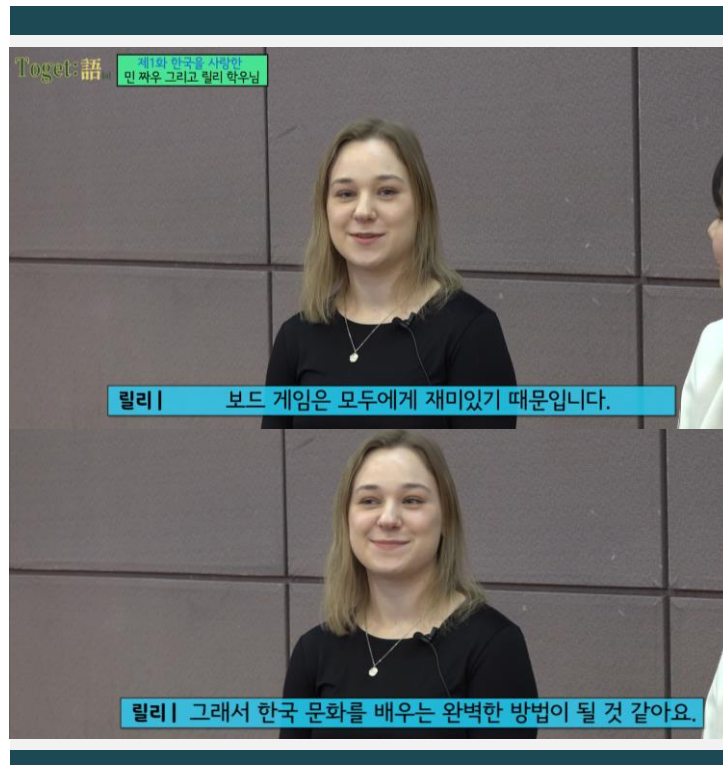 Toget:語
제1화 한국을 사랑한
민 짜우 그리고 릴리 학우님
릴리 | 보드 게임은 모두에게 재미있기 때문입니다.
릴리 | 그래서 한국 문화를 배우는 완벽한 방법이 될 것 같아요.